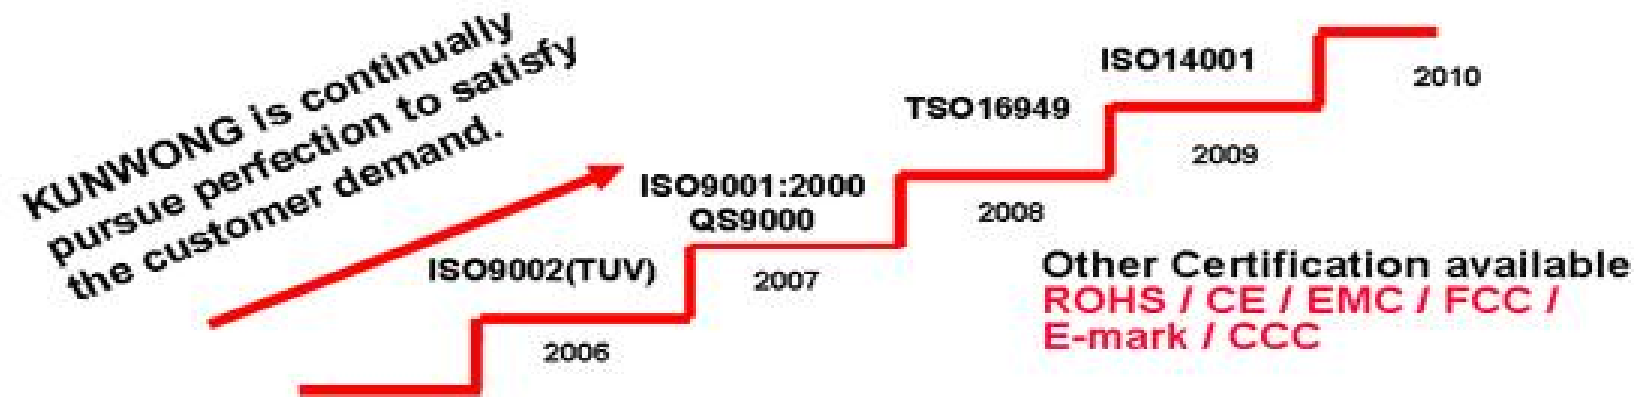 KUNWONG is continually
pursue perfection to satisfy
the customer demand.
ISO9002(TUV)
2006
ISO9001:2000
QS9000
2007
TSO16949
2008
ISO14001
2009
2010
Other Certification available
ROHS / CE / EMC / FCC /
E-mark / CCC